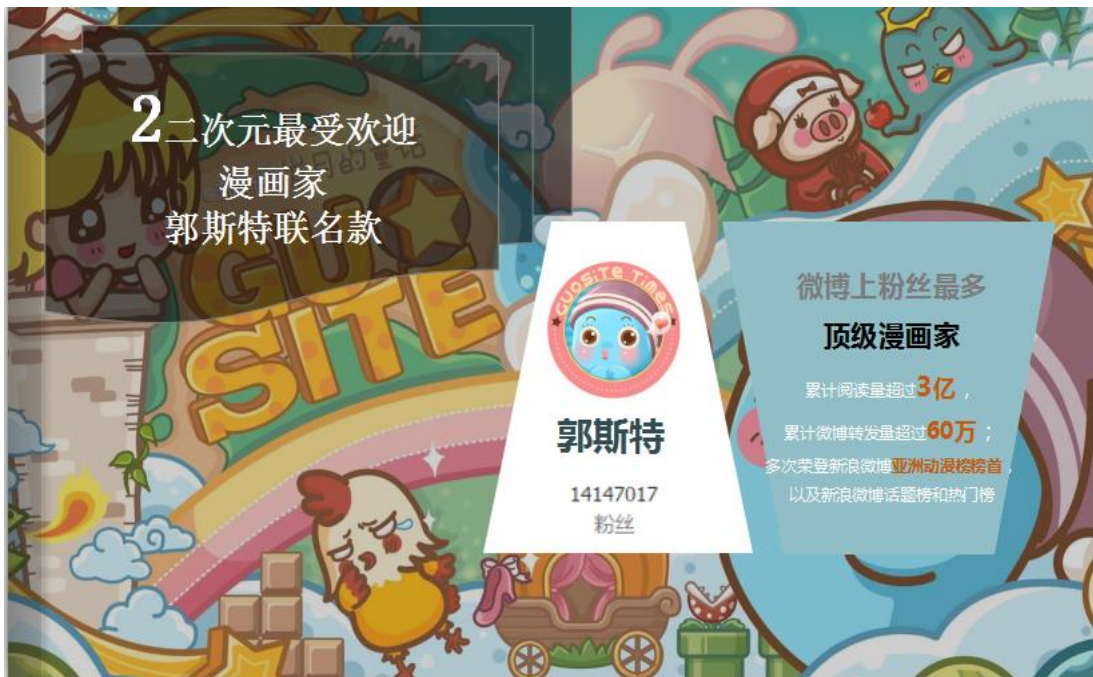 2二次元最受欢迎
漫画家
郭斯特联名款
GUO
SITE
GUOSITE TIMES
郭斯特
14147017
粉丝
微博上粉丝最多
顶级漫画家
累计阅读量超过3亿，
累计微博转发量超过60万；
多次荣登新浪微博亚洲动漫榜榜首，
以及新浪微博话题榜和热门榜